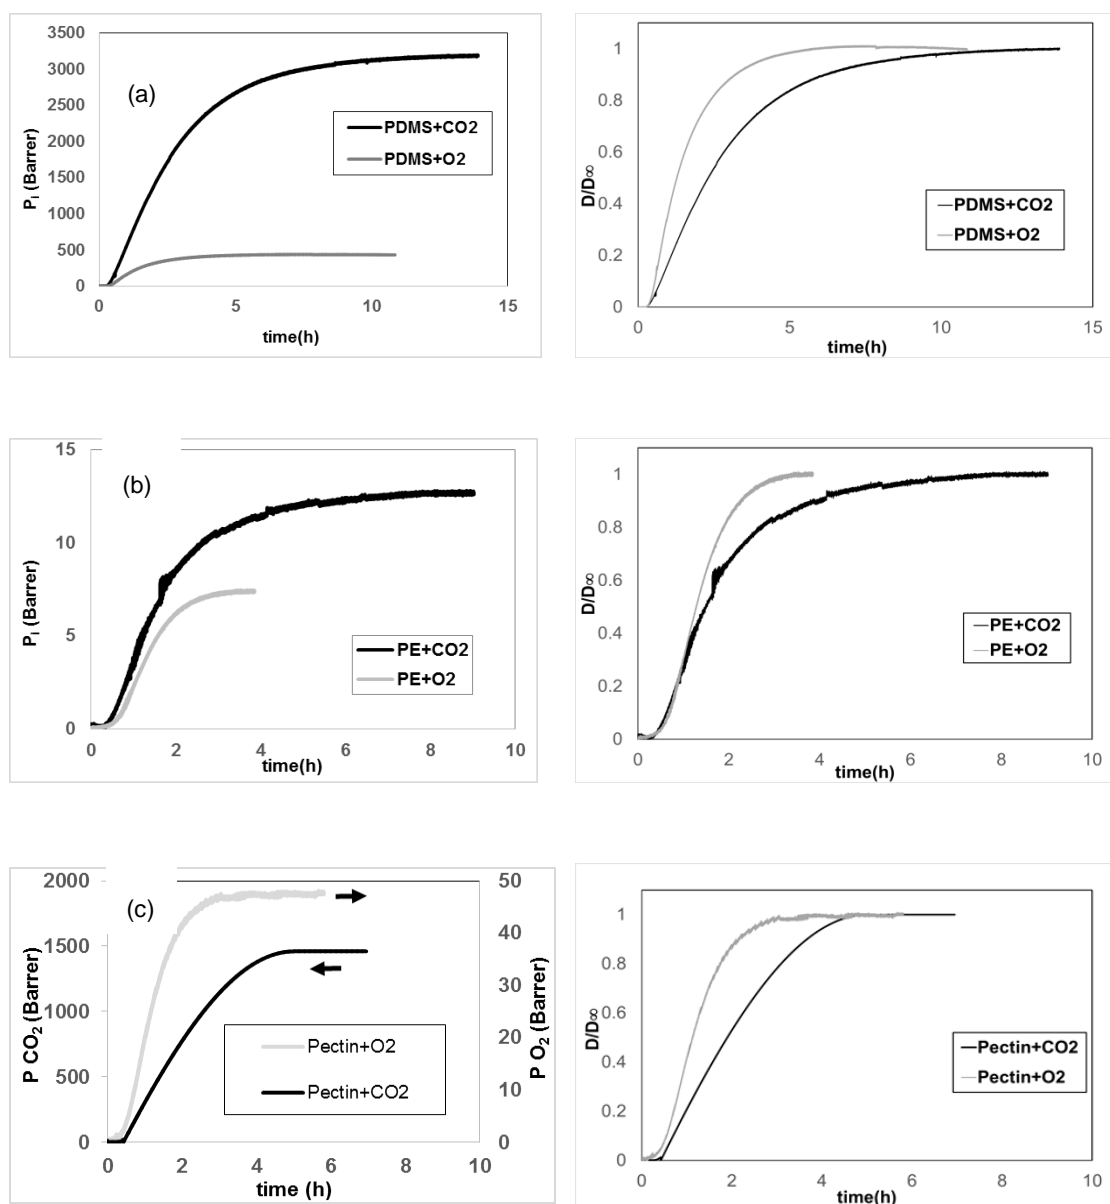 (a)
P_I (Barrer)
3500
3000
2500
2000
1500
1000
500
0
0 5 10 15
time(h)
PDMS+CO2
PDMS+O2
D/D∞
1
0.8
0.6
0.4
0.2
0
0 5 10 15
time(h)
PDMS+CO2
PDMS+O2
(b)
P_I (Barrer)
15
10
5
0
0 2 4 6 8 10
time(h)
PE+CO2
PE+O2
D/D∞
1
0.8
0.6
0.4
0.2
0
0 2 4 6 8 10
time(h)
PE+CO2
PE+O2
(c)
P CO₂ (Barrer)
2000
1500
1000
500
0
0 2 4 6 8 10
time (h)
50
40
30
20
10
0
P O₂ (Barrer)
Pectin+O2
Pectin+CO2
D/D∞
1
0.8
0.6
0.4
0.2
0
0 2 4 6 8 10
time(h)
Pectin+CO2
Pectin+O2